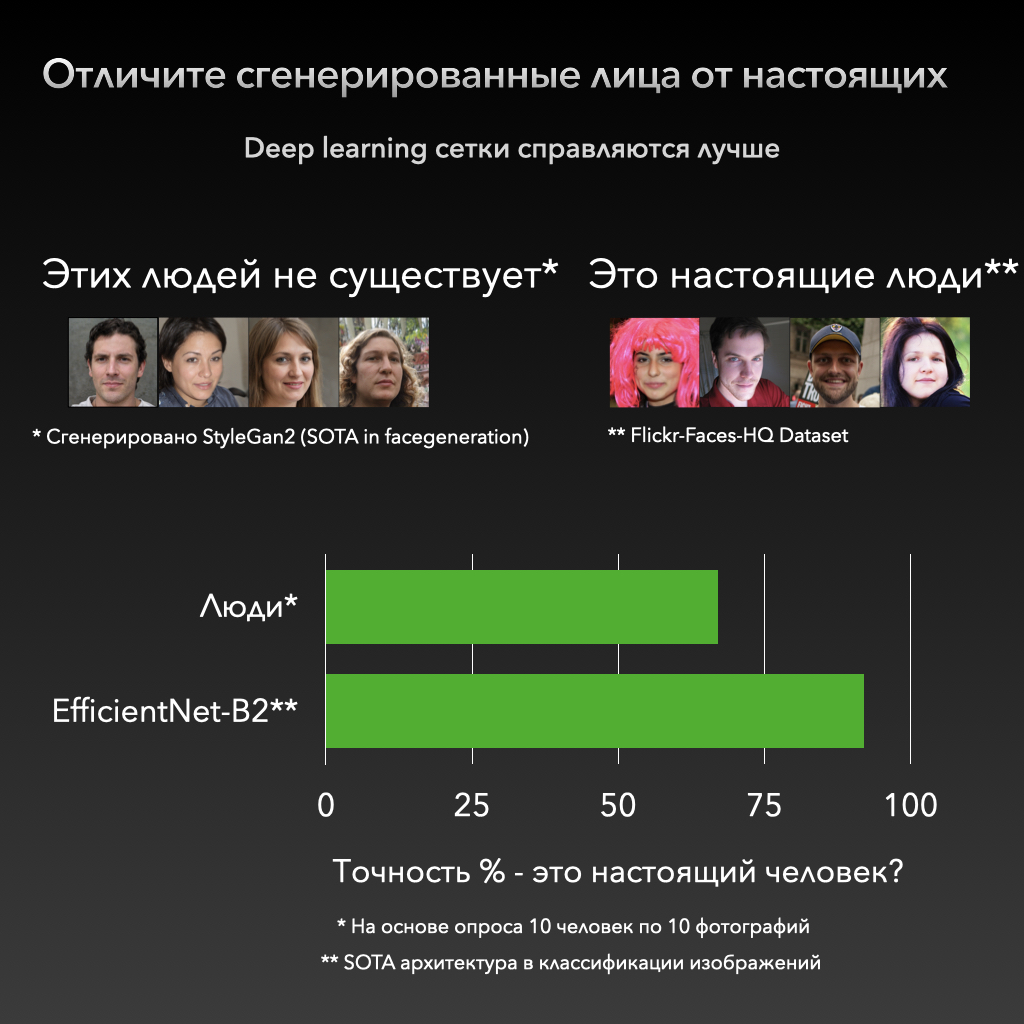 Отличите сгенерированные лица от настоящих
Deep learning сетки справляются лучше
Этих людей не существует*
Это настоящие люди**
* Сгенерировано StyleGan2 (SOTA in facegeneration)
** Flickr-Faces-HQ Dataset
Люди*
EfficientNet-B2**
0 25 50 75 100
Точность % - это настоящий человек?
* На основе опроса 10 человек по 10 фотографий
** SOTA архитектура в классификации изображений